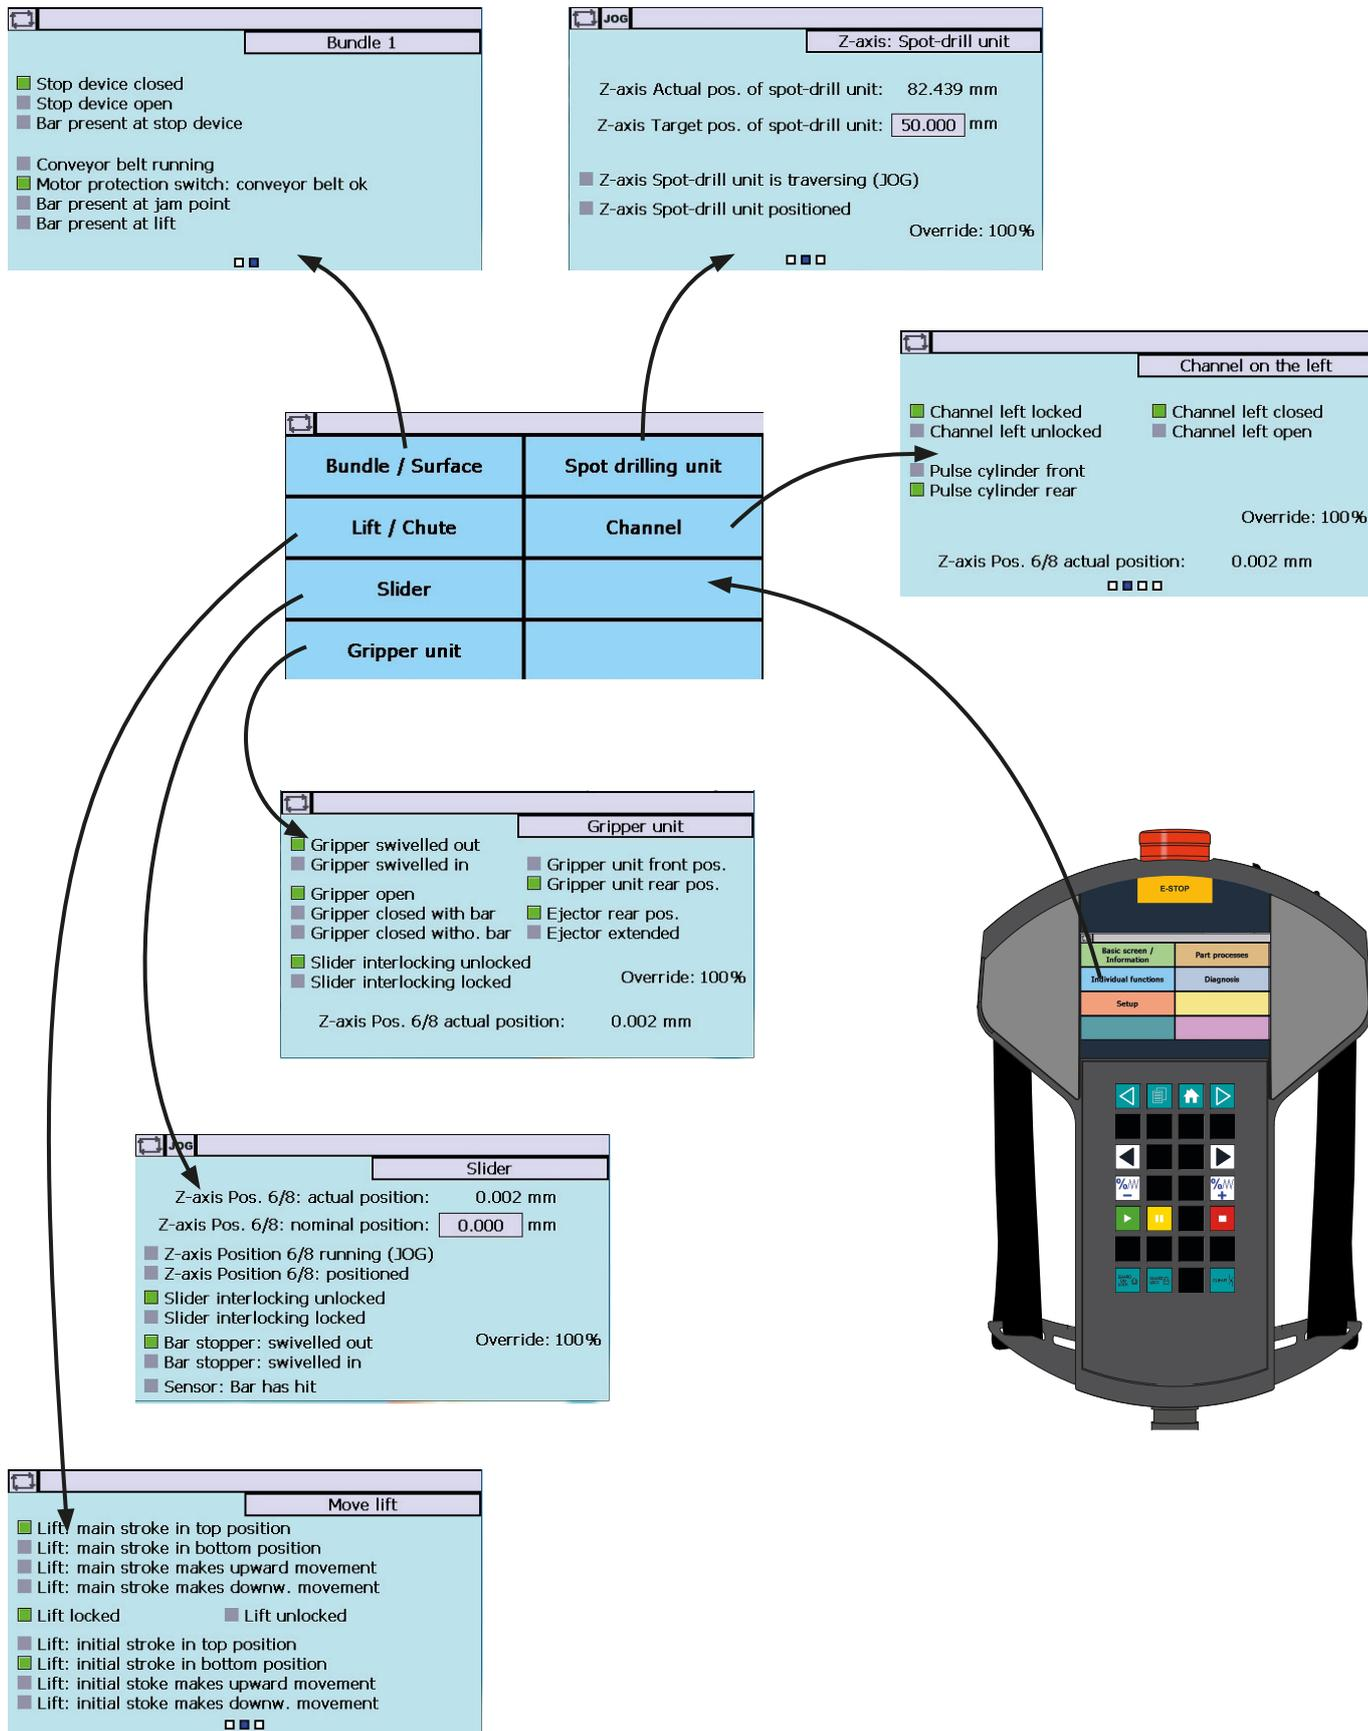 Bundle 1
Stop device closed
Stop device open
Bar present at stop device
Conveyor belt running
Motor protection switch: conveyor belt ok
Bar present at jam point
Bar present at lift
JOG
Z-axis: Spot-drill unit
Z-axis Actual pos. of spot-drill unit: 82.439 mm
Z-axis Target pos. of spot-drill unit: 50.000 mm
Z-axis Spot-drill unit is traversing (JOG)
Z-axis Spot-drill unit positioned
Override: 100%
Channel on the left
Channel left locked Channel left closed
Channel left unlocked Channel left open
Pulse cylinder front
Pulse cylinder rear
Override: 100%
Z-axis Pos. 6/8 actual position: 0.002 mm
Bundle / Surface Spot drilling unit
Lift / Chute Channel
Slider
Gripper unit
Gripper unit
Gripper swivelled out
Gripper swivelled in Gripper unit front pos.
Gripper unit rear pos.
Gripper open
Gripper closed with bar Ejector rear pos.
Gripper closed witho. bar Ejector extended
Slider interlocking unlocked
Slider interlocking locked Override: 100%
Z-axis Pos. 6/8 actual position: 0.002 mm
E-STOP
Basic screen /
Information Part processes
Individual functions Diagnosis
Setup
%
−
%
+
JOG
Slider
Z-axis Pos. 6/8: actual position: 0.002 mm
Z-axis Pos. 6/8: nominal position: 0.000 mm
Z-axis Position 6/8 running (JOG)
Z-axis Position 6/8: positioned
Slider interlocking unlocked
Slider interlocking locked
Bar stopper: swivelled out Override: 100%
Bar stopper: swivelled in
Sensor: Bar has hit
Move lift
Lift: main stroke in top position
Lift: main stroke in bottom position
Lift: main stroke makes upward movement
Lift: main stroke makes downw. movement
Lift locked Lift unlocked
Lift: initial stroke in top position
Lift: initial stroke in bottom position
Lift: initial stoke makes upward movement
Lift: initial stoke makes downw. movement